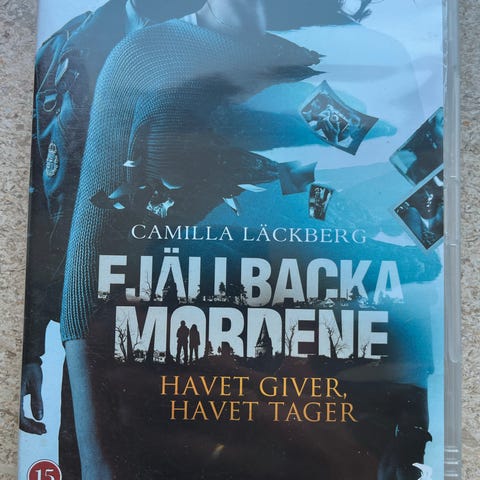 CAMILLA LÄCKBERG
FJÄLLBACKA
MORDENE
HAVET GIVER,
HAVET TAGER
15